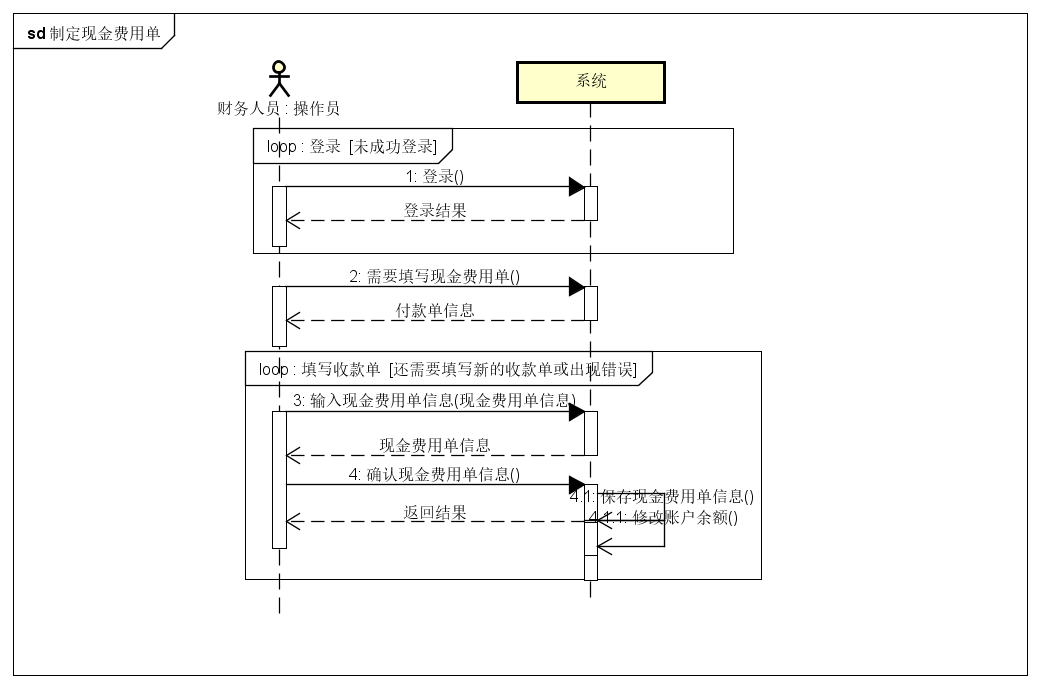 sd 制定现金费用单
系统
财务人员 : 操作员
loop : 登录 [未成功登录]
1: 登录()
登录结果
2: 需要填写现金费用单()
付款单信息
loop : 填写收款单 [还需要填写新的收款单或出现错误]
3: 输入现金费用单信息(现金费用单信息)
现金费用单信息
4: 确认现金费用单信息()
4.1: 保存现金费用单信息()
返回结果
4.1.1: 修改账户余额()